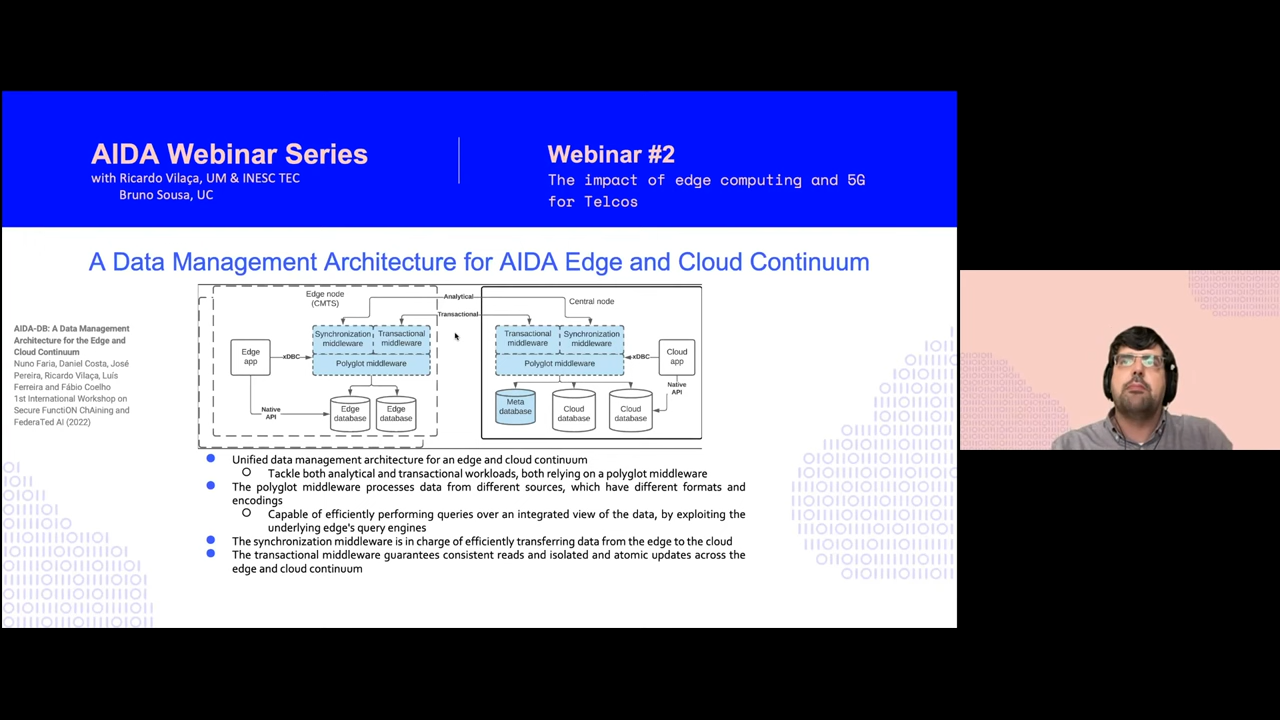 AIDA Webinar Series
with Ricardo Vilaça, UM & INESC TEC
Bruno Sousa, UC
Webinar #2
The impact of edge computing and 5G
for Telcos
A Data Management Architecture for AIDA Edge and Cloud Continuum
AIDA-DB: A Data Management
Architecture for the Edge and
Cloud Continuum
Nuno Faria, Daniel Costa, José
Pereira, Ricardo Vilaça, Luís
Ferreira and Fábio Coelho
1st International Workshop on
Secure FunctiON ChAining and
FederaTed AI (2022)
Edge node
(CMTS)
Analytical
Central node
Transactional
Synchronization
middleware
Transactional
middleware
Transactional
middleware
Synchronization
middleware
Edge
app
xDBC
Polyglot middleware
Polyglot middleware
xDBC
Cloud
app
Native
API
Edge
database
Edge
database
Meta
database
Cloud
database
Cloud
database
Native
API
Unified data management architecture for an edge and cloud continuum
Tackle both analytical and transactional workloads, both relying on a polyglot middleware
The polyglot middleware processes data from different sources, which have different formats and
encodings
Capable of efficiently performing queries over an integrated view of the data, by exploiting the
underlying edge's query engines
The synchronization middleware is in charge of efficiently transferring data from the edge to the cloud
The transactional middleware guarantees consistent reads and isolated and atomic updates across the
edge and cloud continuum